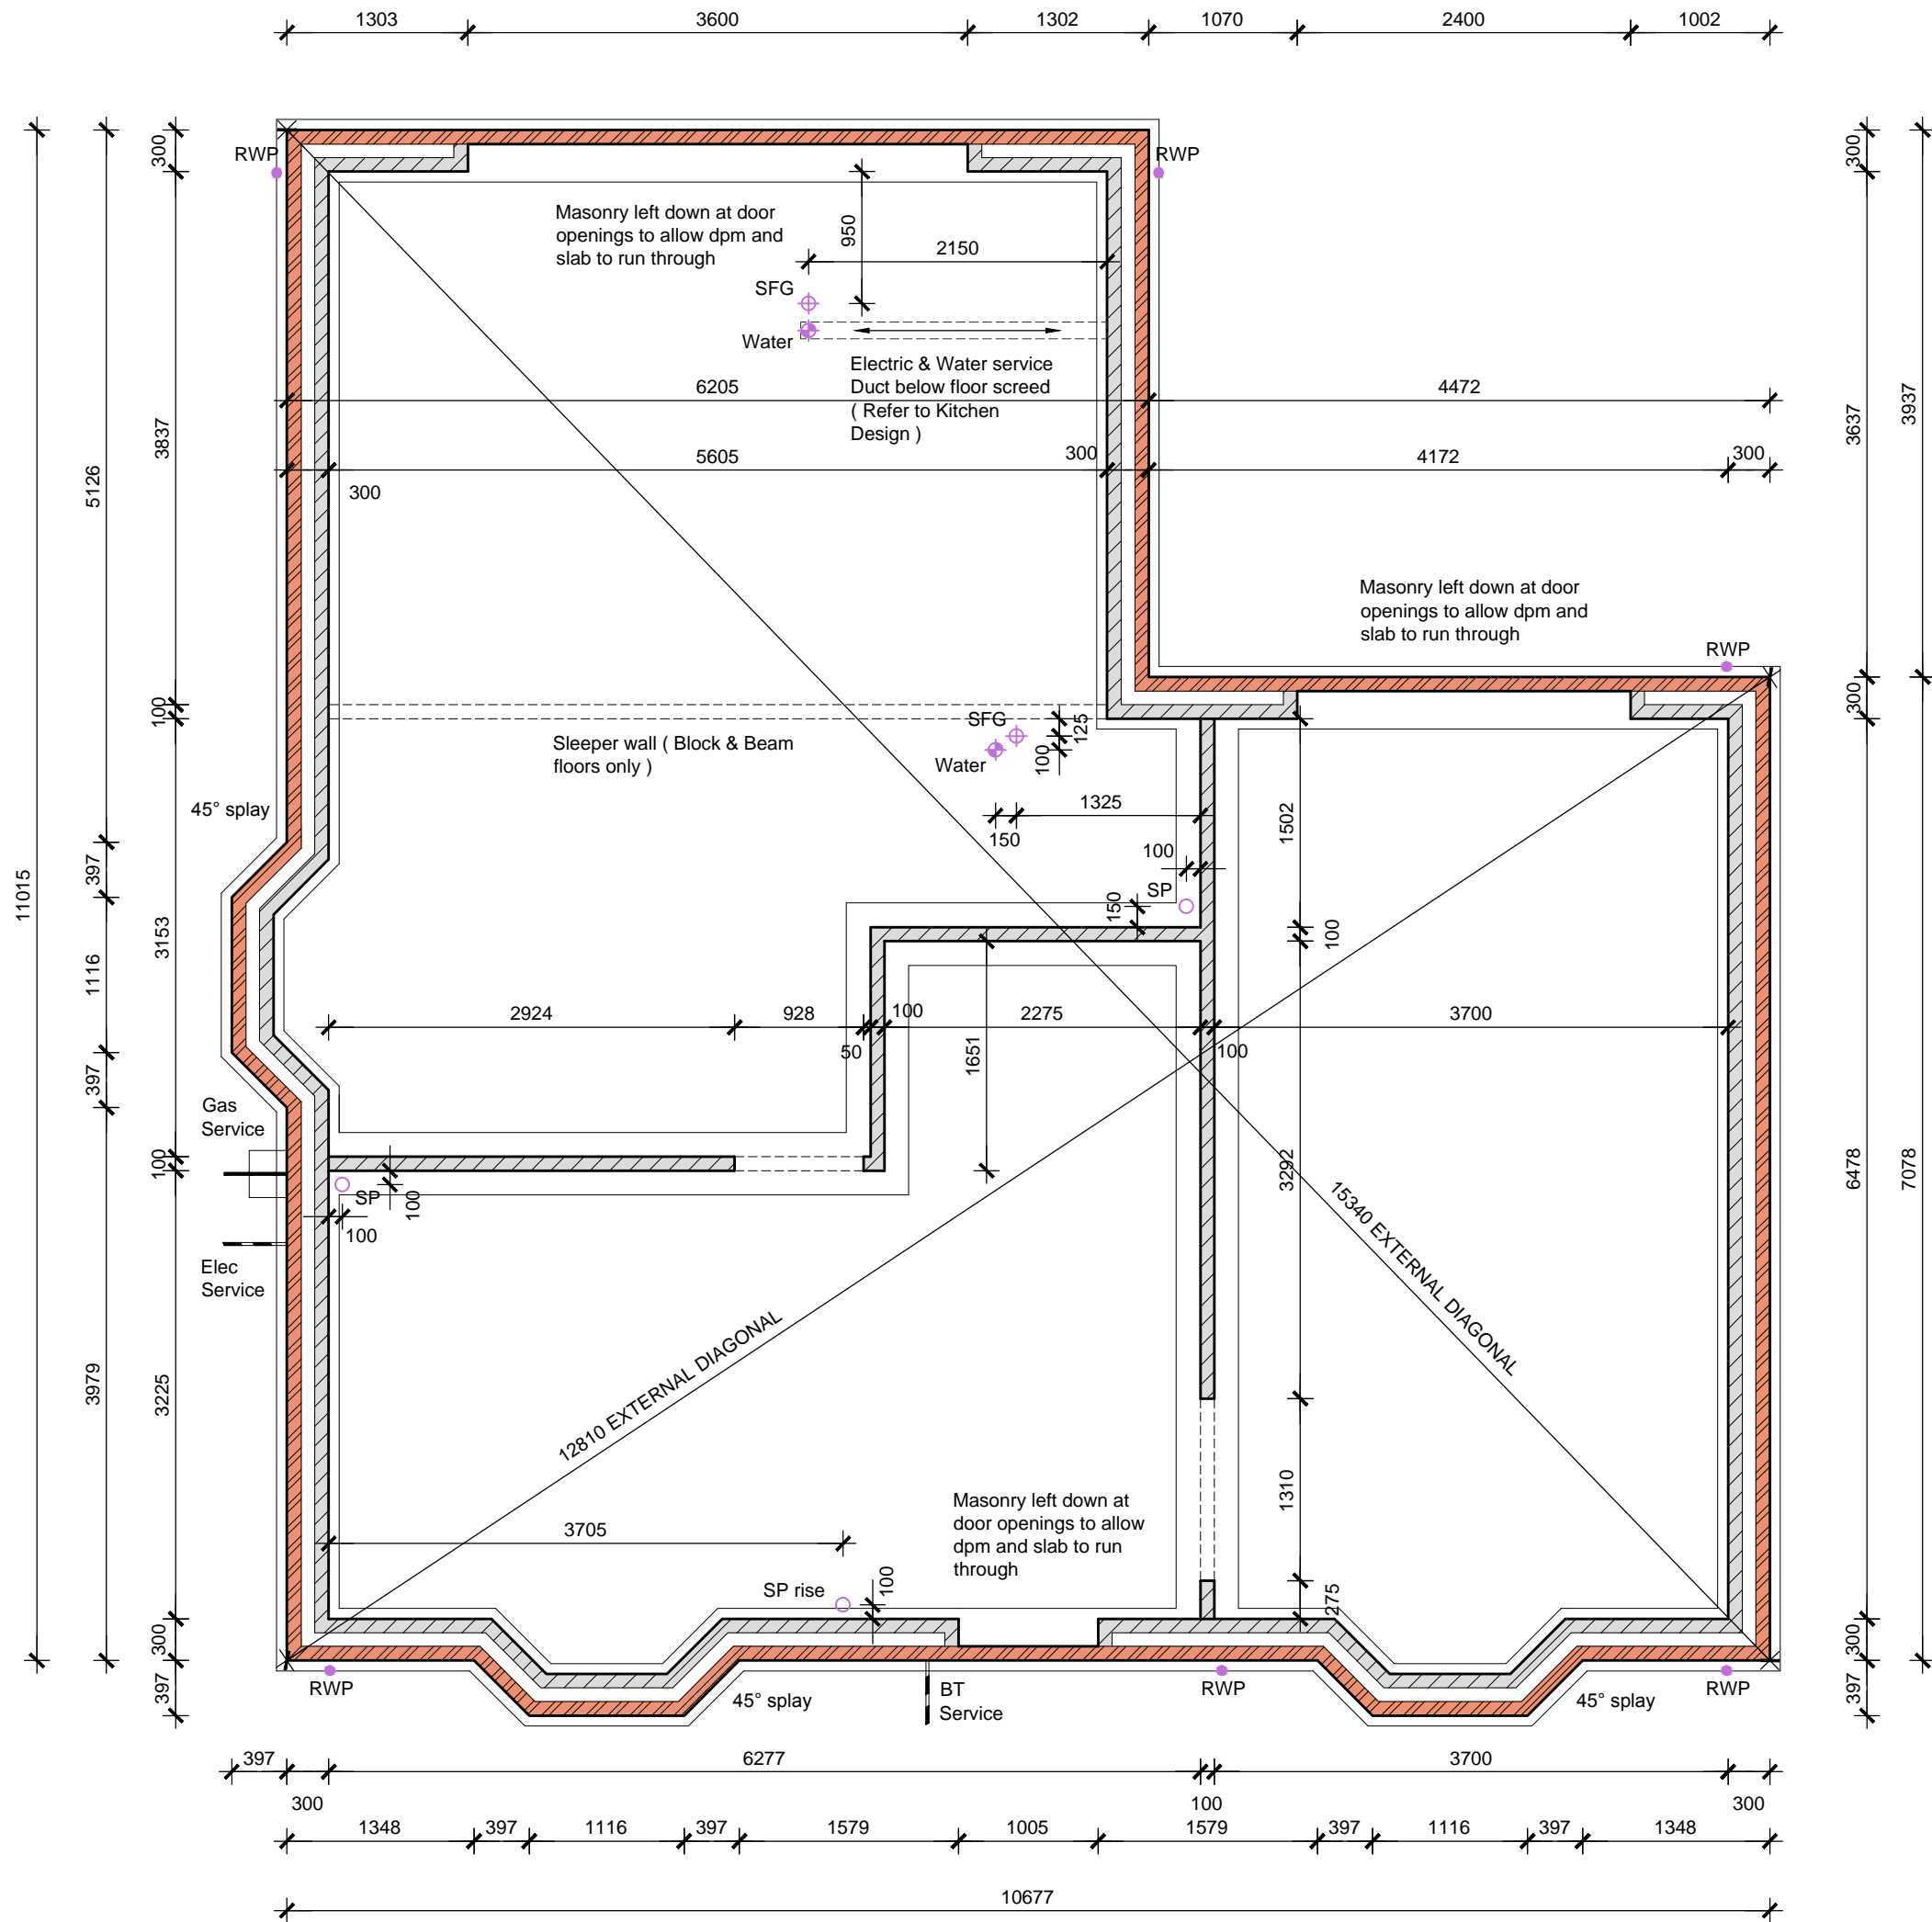 1303
3600
1302
1070
2400
1002
300
300
RWP
RWP
Masonry left down at door
openings to allow dpm and
slab to run through
950
2150
SFG
Water
Electric & Water service
Duct below floor screed
( Refer to Kitchen
Design )
6205
4472
3837
5126
3637
3937
5605
300
4172
300
300
Masonry left down at door
openings to allow dpm and
slab to run through
RWP
100
300
SFG
125
Sleeper wall ( Block & Beam
floors only )
Water
100
45° splay
1325
150
1502
397
100
SP
150
100
11015
3153
1116
2924
928
100
2275
3700
50
1651
100
397
Gas
Service
100
3292
6478
7078
SP
100
100
15340 EXTERNAL DIAGONAL
Elec
Service
12810 EXTERNAL DIAGONAL
3979
3225
Masonry left down at
door openings to allow
dpm and slab to run
through
1310
3705
SP rise
100
275
300
300
397
397
RWP
45° splay
BT
Service
RWP
45° splay
RWP
397
6277
3700
300
100
300
1348
397
1116
397
1579
1005
1579
397
1116
397
1348
10677